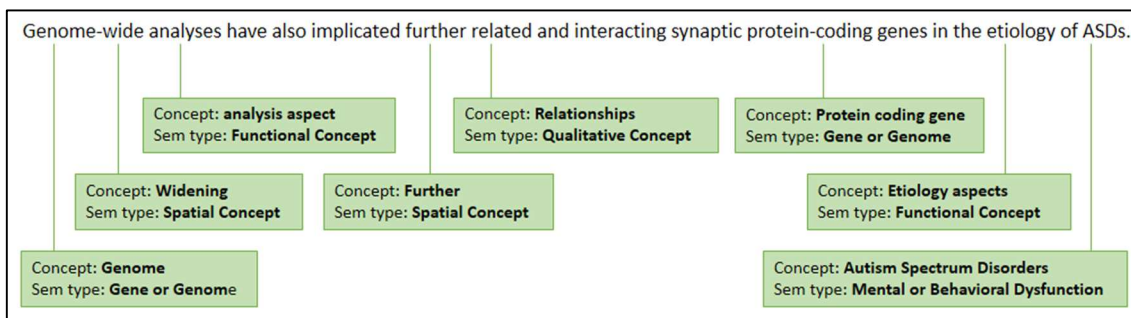 Genome-wide analyses have also implicated further related and interacting synaptic protein-coding genes in the etiology of ASDs.
Concept: analysis aspect
Sem type: Functional Concept
Concept: Relationships
Sem type: Qualitative Concept
Concept: Protein coding gene
Sem type: Gene or Genome
Concept: Widening
Sem type: Spatial Concept
Concept: Further
Sem type: Spatial Concept
Concept: Etiology aspects
Sem type: Functional Concept
Concept: Genome
Sem type: Gene or Genome
Concept: Autism Spectrum Disorders
Sem type: Mental or Behavioral Dysfunction